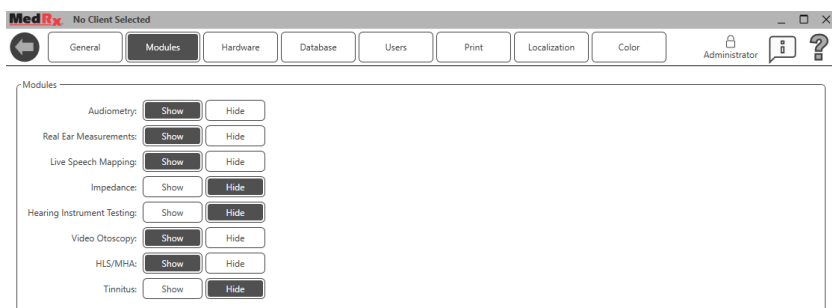 MedRx No Client Selected
General Modules Hardware Database Users Print Localization Color Administrator i ?
Modules
Audiometry: Show Hide
Real Ear Measurements: Show Hide
Live Speech Mapping: Show Hide
Impedance: Show Hide
Hearing Instrument Testing: Show Hide
Video Otoscopy: Show Hide
HLS/MHA: Show Hide
Tinnitus: Show Hide